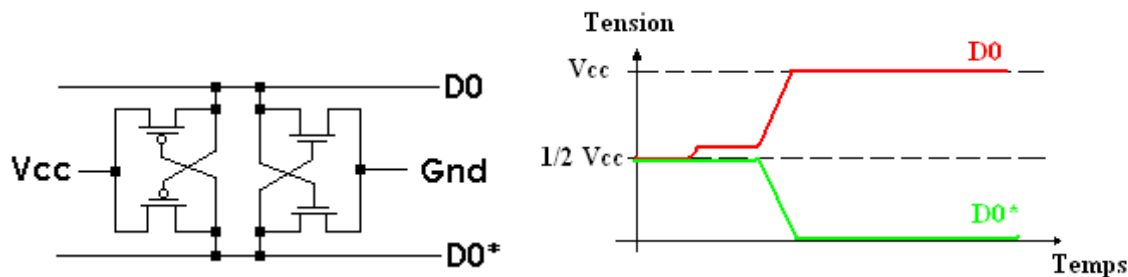 D0
Vcc
Gnd
D0*
Tension
Vcc
D0
1/2 Vcc
D0*
Temps